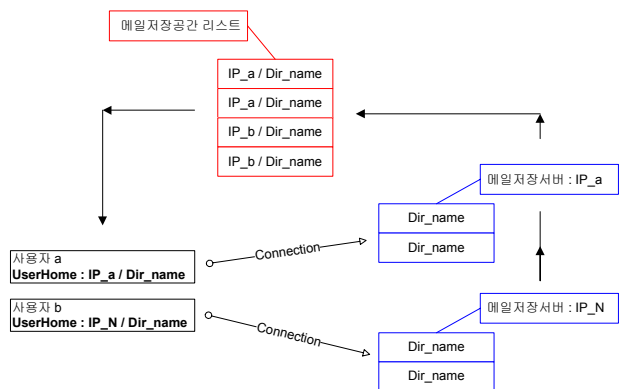 메일저장공간 리스트
IP_a / Dir_name
IP_a / Dir_name
IP_b / Dir_name
IP_b / Dir_name
메일저장서버 : IP_a
Dir_name
Dir_name
사용자 a
UserHome : IP_a / Dir_name
Connection
사용자 b
UserHome : IP_N / Dir_name
Connection
메일저장서버 : IP_N
Dir_name
Dir_name